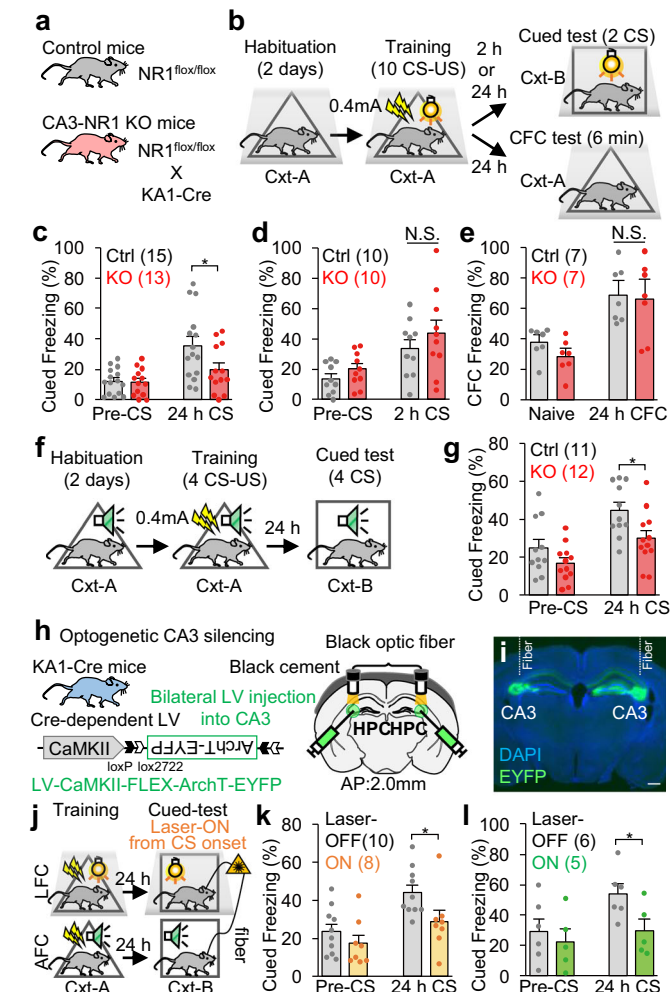 a
Control mice
NR1flox/flox
CA3-NR1 KO mice
NR1flox/flox
X
KA1-Cre
b
Habituation
(2 days)
Cxt-A
Training
(10 CS-US)
0.4mA
Cxt-A
2 h
or
24 h
24 h
Cued test (2 CS)
Cxt-B
CFC test (6 min)
Cxt-A
c
Cued Freezing (%)
100
80
60
40
20
0
Ctrl (15)
KO (13)
*
Pre-CS
24 h CS
d
Cued Freezing (%)
100
80
60
40
20
0
Ctrl (10)
KO (10)
N.S.
Pre-CS
2 h CS
e
CFC Freezing (%)
100
80
60
40
20
0
Ctrl (7)
KO (7)
N.S.
Naive
24 h CFC
f
Habituation
(2 days)
Cxt-A
0.4mA
Training
(4 CS-US)
Cxt-A
24 h
Cued test
(4 CS)
Cxt-B
g
Cued Freezing (%)
80
60
40
20
0
Ctrl (11)
KO (12)
*
Pre-CS
24 h CS
h Optogenetic CA3 silencing
KA1-Cre mice
Cre-dependent LV
Bilateral LV injection
into CA3
CaMKII
ArchT-EYFP
loxP lox2722
LV-CaMKII-FLEX-ArchT-EYFP
Black optic fiber
Black cement
HPC HPC
AP:2.0mm
i
Fiber
Fiber
CA3
CA3
DAPI
EYFP
j
Training
Cued-test
Laser-ON
from CS onset
LFC
24 h
AFC
24 h
fiber
Cxt-A
Cxt-B
k
Cued Freezing (%)
80
60
40
20
0
Laser-
OFF(10)
ON (8)
*
Pre-CS
24 h CS
l
Cued Freezing (%)
100
80
60
40
20
0
Laser-
OFF (6)
ON (5)
*
Pre-CS
24 h CS